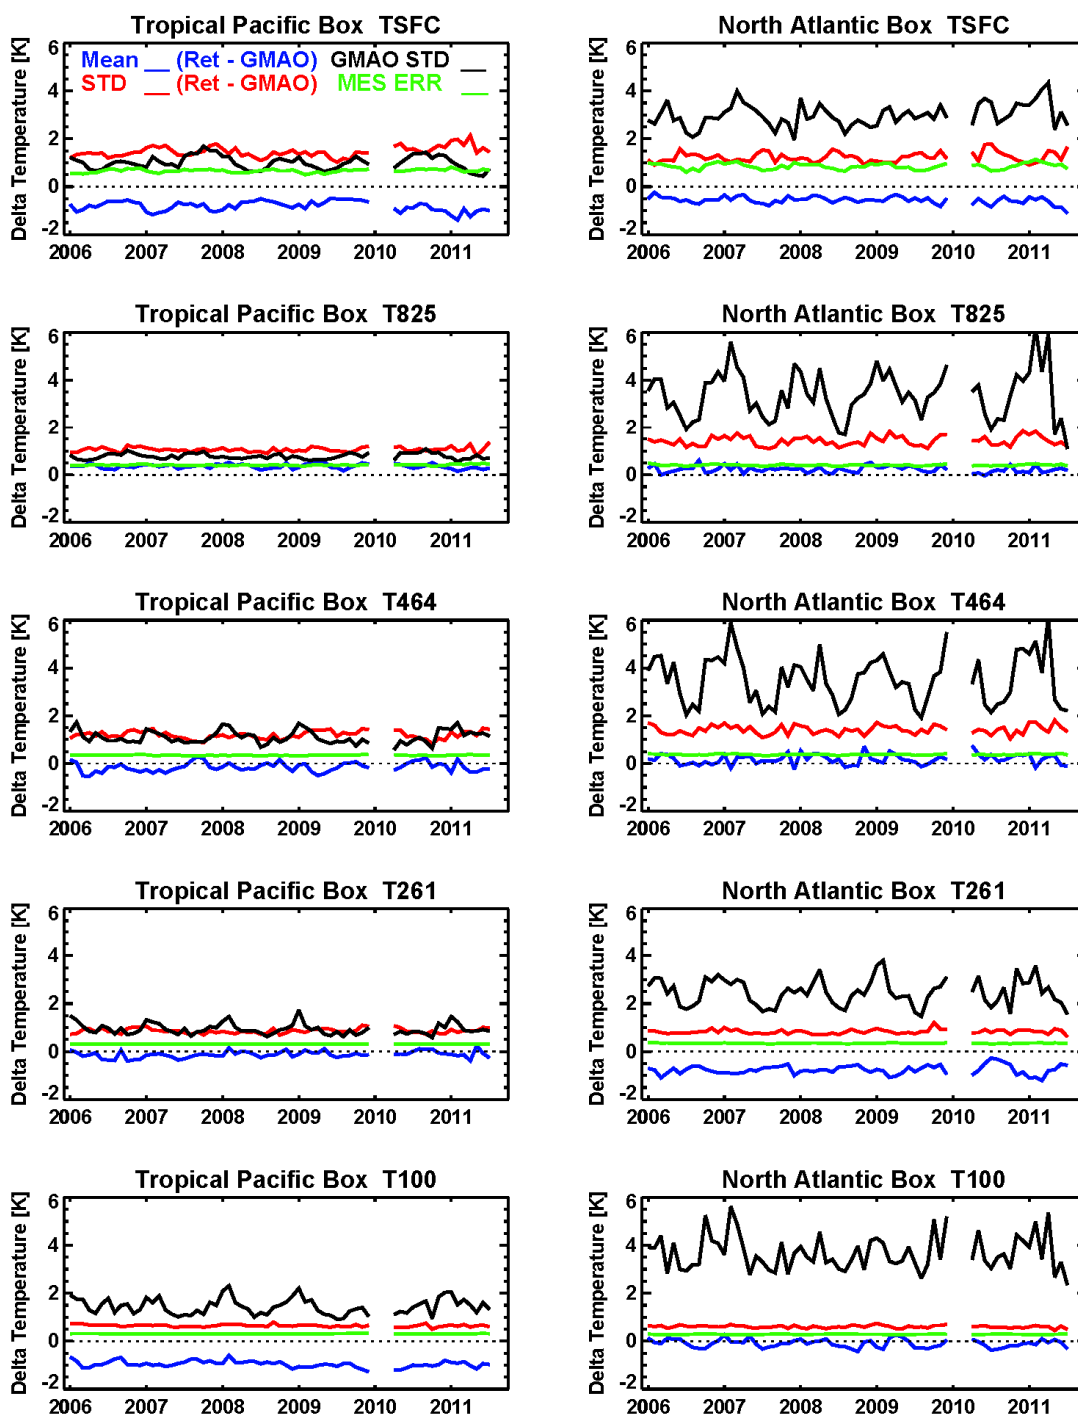 Tropical Pacific Box TSFC
Delta Temperature [K]
6
4
2
0
-2
Mean __ (Ret - GMAO) GMAO STD __
STD __ (Ret - GMAO) MES ERR __
2006 2007 2008 2009 2010 2011
North Atlantic Box TSFC
Delta Temperature [K]
6
4
2
0
-2
2006 2007 2008 2009 2010 2011
Tropical Pacific Box T825
Delta Temperature [K]
6
4
2
0
-2
2006 2007 2008 2009 2010 2011
North Atlantic Box T825
Delta Temperature [K]
6
4
2
0
-2
2006 2007 2008 2009 2010 2011
Tropical Pacific Box T464
Delta Temperature [K]
6
4
2
0
-2
2006 2007 2008 2009 2010 2011
North Atlantic Box T464
Delta Temperature [K]
6
4
2
0
-2
2006 2007 2008 2009 2010 2011
Tropical Pacific Box T261
Delta Temperature [K]
6
4
2
0
-2
2006 2007 2008 2009 2010 2011
North Atlantic Box T261
Delta Temperature [K]
6
4
2
0
-2
2006 2007 2008 2009 2010 2011
Tropical Pacific Box T100
Delta Temperature [K]
6
4
2
0
-2
2006 2007 2008 2009 2010 2011
North Atlantic Box T100
Delta Temperature [K]
6
4
2
0
-2
2006 2007 2008 2009 2010 2011